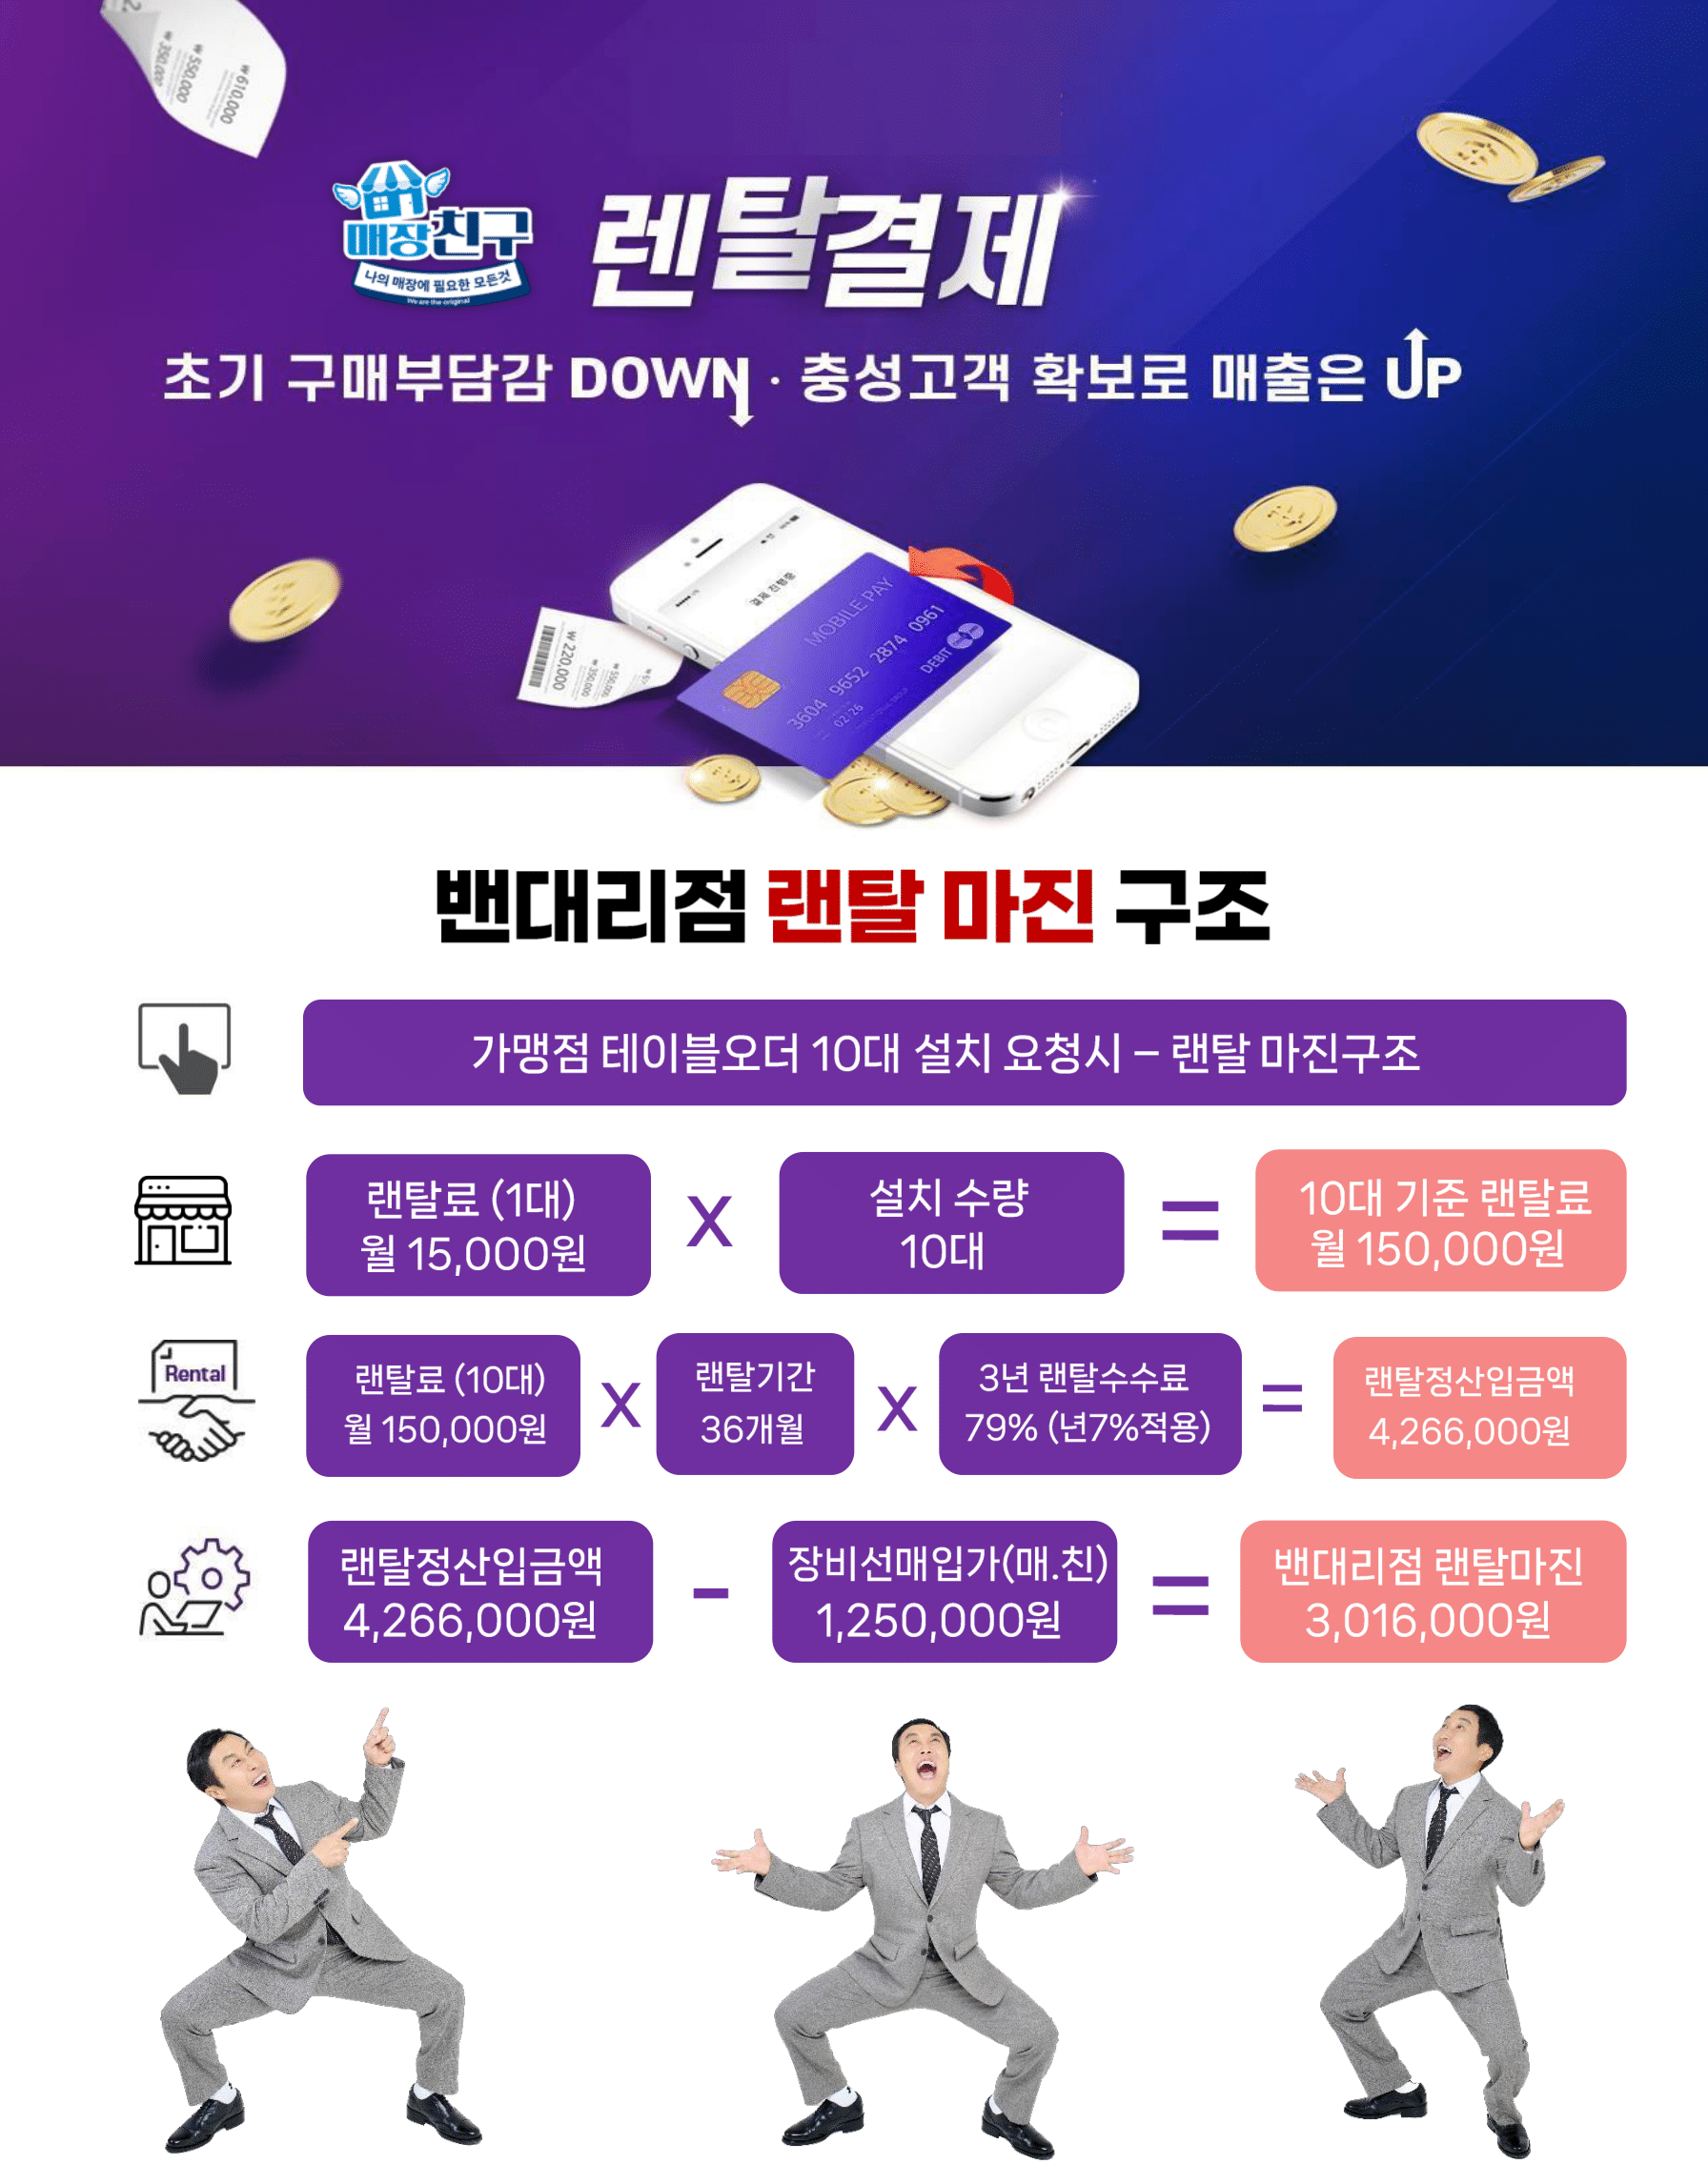 ₩ 350,000
₩ 550,000
₩ 610,000
매장친구
나의 매장에 필요한 모든것
We are the original
렌탈결제
초기 구매부담감 DOWN · 충성고객 확보로 매출은 UP
결제 진행중
MOBILE PAY
3604 9652 2874 0961
02/26
DEBIT
₩ 220,000
₩ 350,000
₩ 550,000
밴대리점 랜탈 마진 구조
가맹점 테이블오더 10대 설치 요청시 – 랜탈 마진구조
랜탈료 (1대)
월 15,000원
X
설치 수량
10대
=
10대 기준 랜탈료
월 150,000원
Rental
랜탈료 (10대)
월 150,000원
X
랜탈기간
36개월
X
3년 랜탈수수료
79% (년7%적용)
=
랜탈정산입금액
4,266,000원
랜탈정산입금액
4,266,000원
-
장비선매입가(매.친)
1,250,000원
=
밴대리점 랜탈마진
3,016,000원